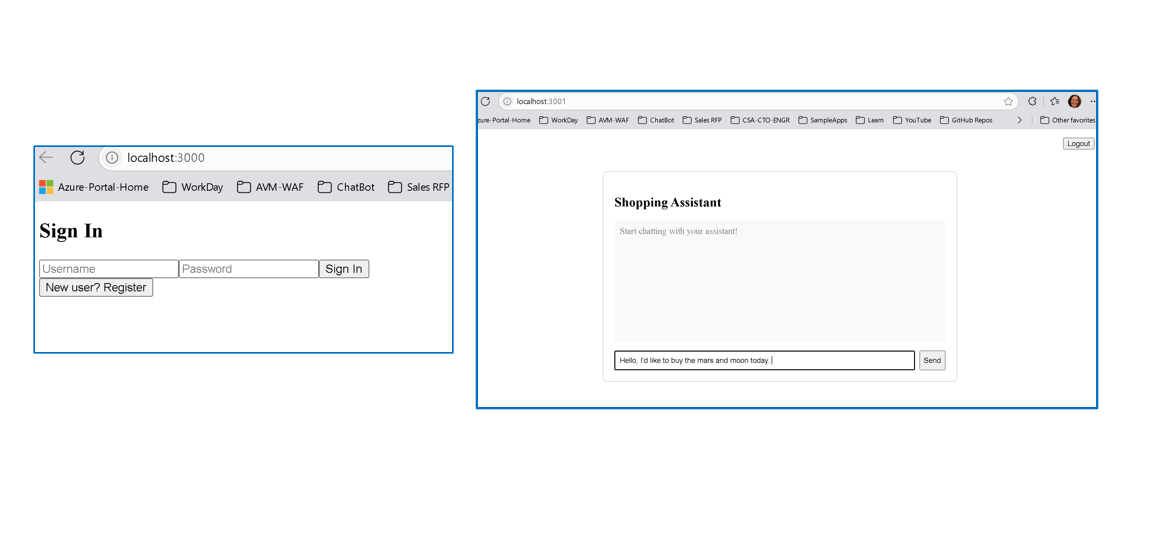 localhost:3000
Azure-Portal-Home WorkDay AVM-WAF ChatBot Sales RFP
Sign In
Username Password Sign In
New user? Register
localhost:3001
zure-Portal-Home WorkDay AVM-WAF ChatBot Sales RFP CSA-CTO-ENGR SampleApps Learn YouTube GitHub Repos Other favorites
Logout
Shopping Assistant
Start chatting with your assistant!
Hello, I'd like to buy the mars and moon today. Send